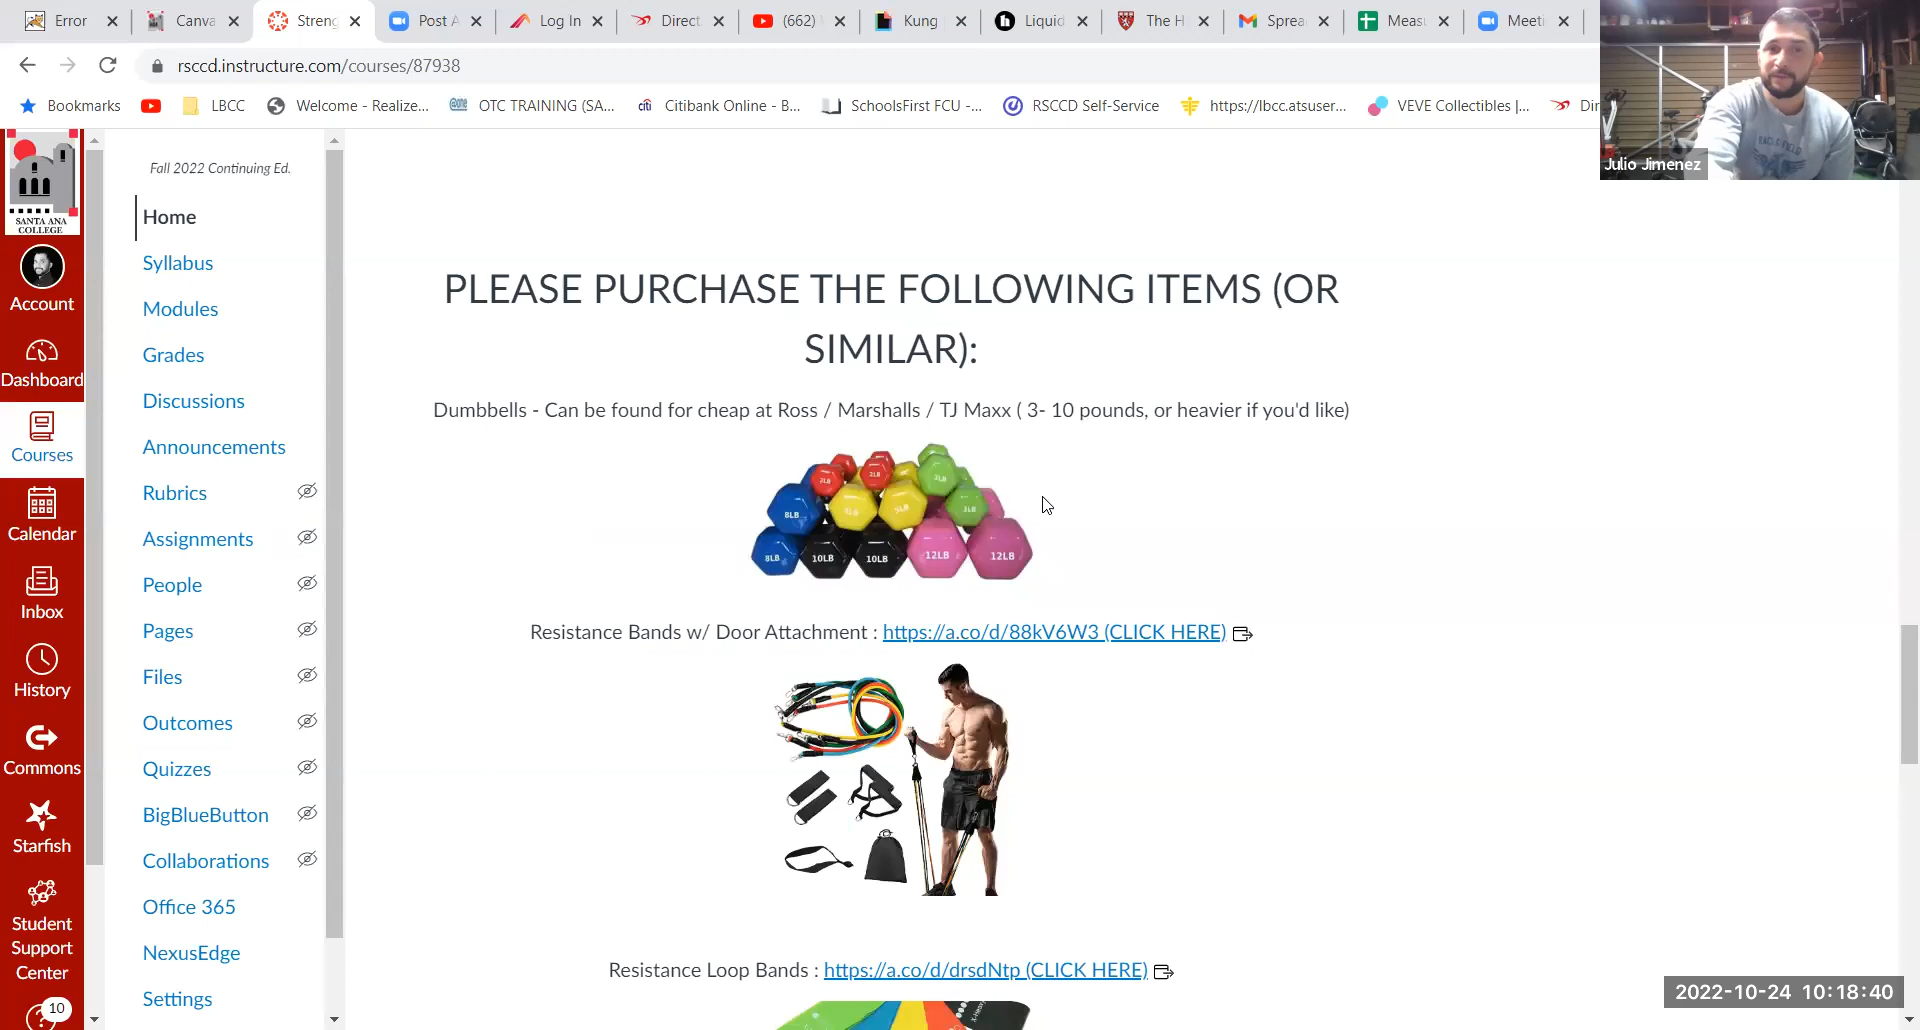 Error
Canva
Streng
Post A
Log In
Direct
(662)
Kung
Liquid
The H
Sprea
Measu
Meeti
rsccd.instructure.com/courses/87938
Bookmarks
LBCC
Welcome - Realize...
OTC TRAINING (SA...
citi
Citibank Online - B...
SchoolsFirst FCU -...
RSCCD Self-Service
https://lbcc.atsuser...
VEVE Collectibles |...
Dir
Julio Jimenez
SANTA ANA
COLLEGE
Account
Dashboard
Courses
Calendar
Inbox
History
Commons
Starfish
Student
Support
Center
10
Fall 2022 Continuing Ed.
Home
Syllabus
Modules
Grades
Discussions
Announcements
Rubrics
Assignments
People
Pages
Files
Outcomes
Quizzes
BigBlueButton
Collaborations
Office 365
NexusEdge
Settings
PLEASE PURCHASE THE FOLLOWING ITEMS (OR
SIMILAR):
Dumbbells - Can be found for cheap at Ross / Marshalls / TJ Maxx ( 3- 10 pounds, or heavier if you'd like)
8LB
8LB
10LB
10LB
12LB
12LB
Resistance Bands w/ Door Attachment : https://a.co/d/88kV6W3 (CLICK HERE)
Resistance Loop Bands : https://a.co/d/drsdNtp (CLICK HERE)
2022-10-24 10:18:40